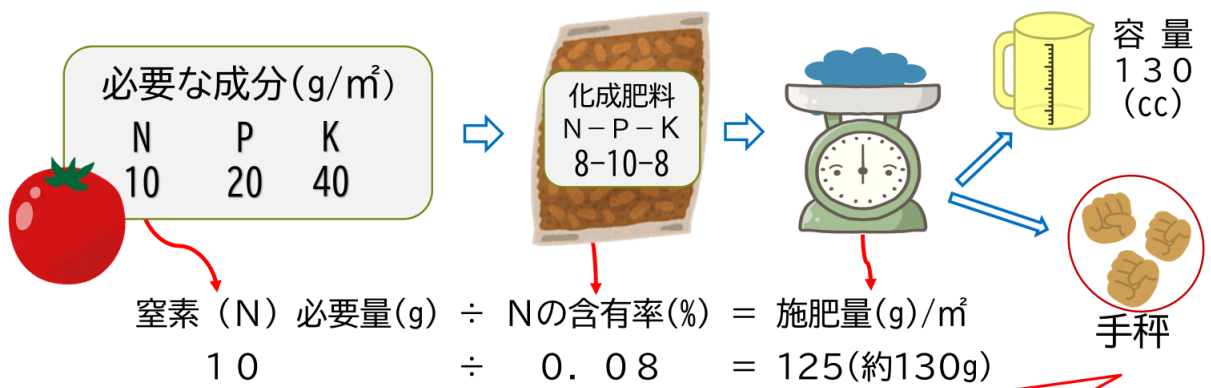 必要な成分(g/㎡)
N P K
10 20 40
化成肥料
N－P－K
8-10-8
容量
１３０
(cc)
手秤
窒素（N）必要量(g) ÷ Nの含有率(%) ＝ 施肥量(g)/㎡
１０ ÷ ０．０８ ＝ 125(約130g)